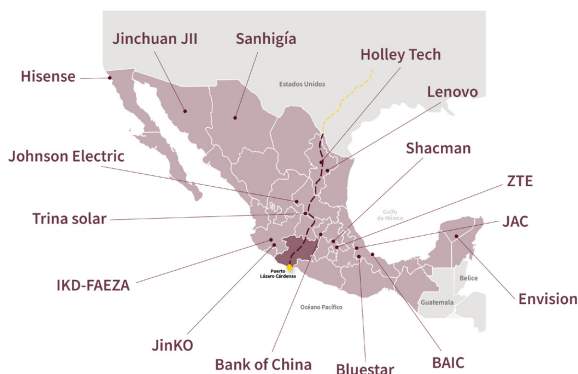 Jinchuan JII
Sanhigía
Holley Tech
Hisense
Estados Unidos
Lenovo
Johnson Electric
Shacman
ZTE
Trina solar
Golfo
de México
JAC
Puerto
Lázaro Cárdenas
Belice
IKD-FAEZA
Guatemala
Envision
Océano Pacífico
JinKO
Bank of China
Bluestar
BAIC